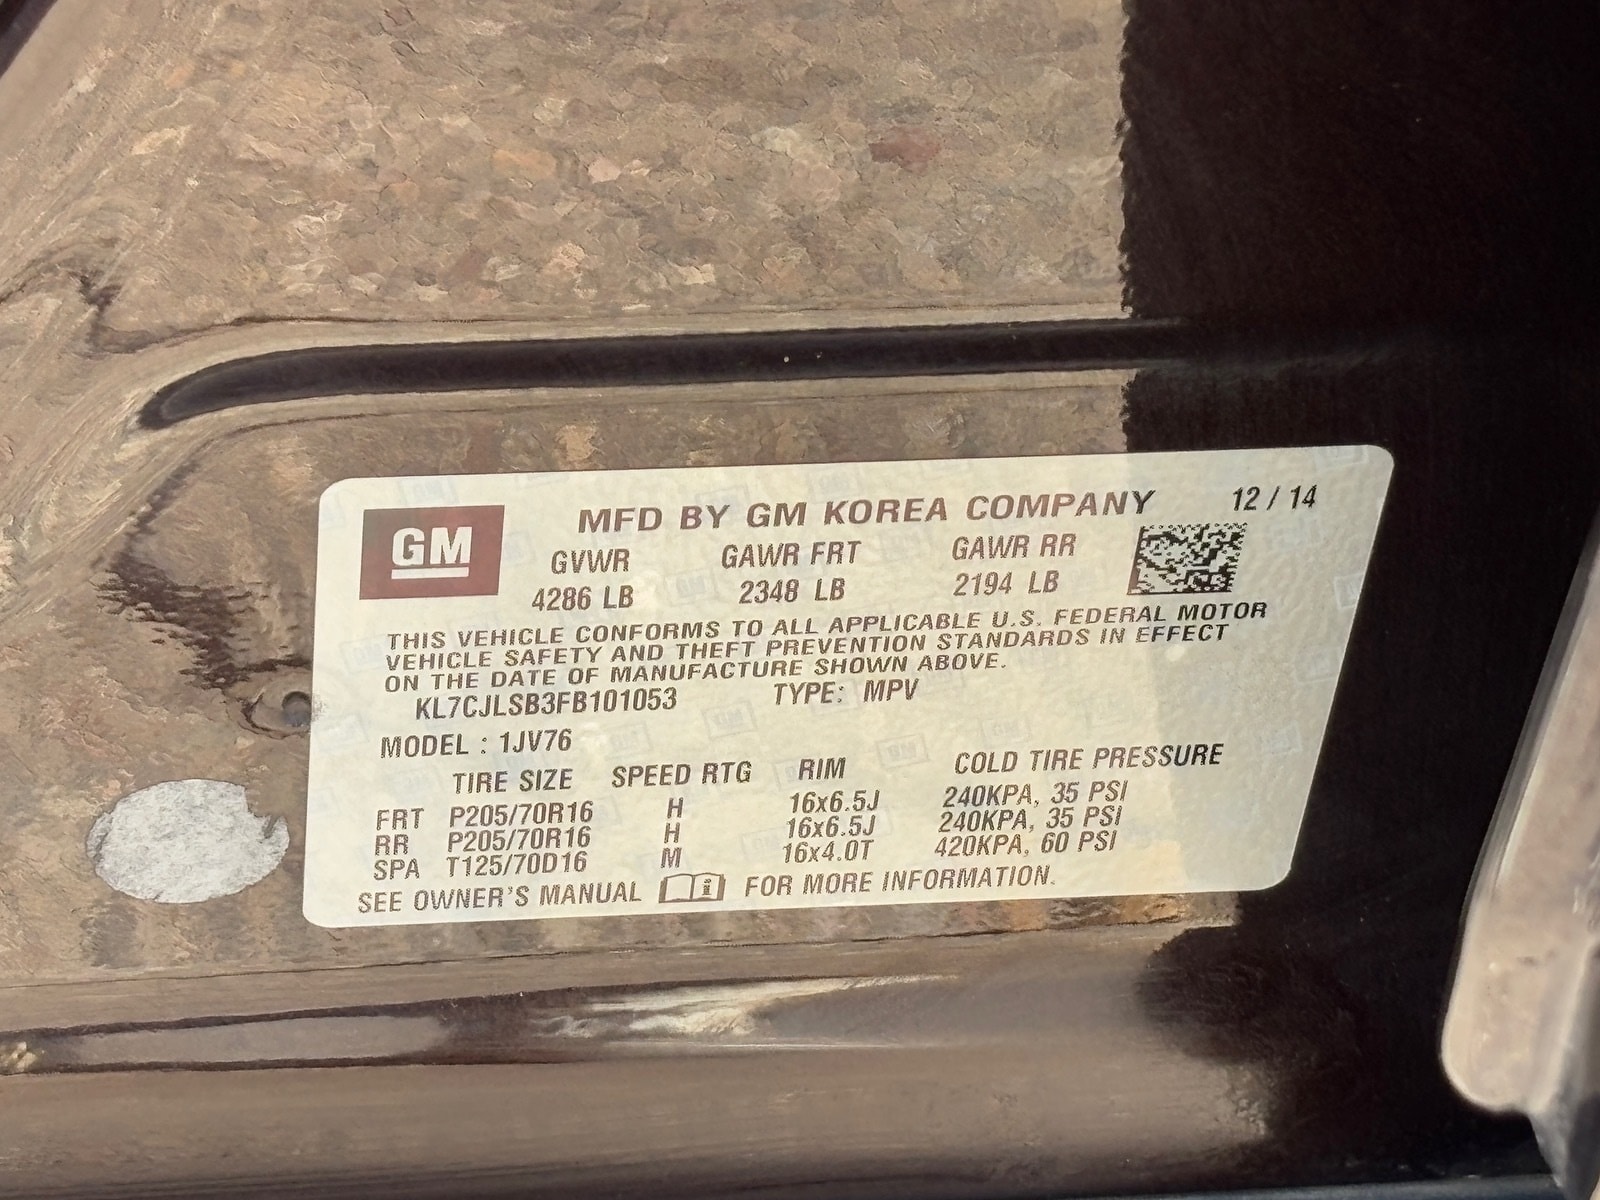 GM
MFD BY GM KOREA COMPANY 12 / 14
GVWR GAWR FRT GAWR RR
4286 LB 2348 LB 2194 LB
THIS VEHICLE CONFORMS TO ALL APPLICABLE U.S. FEDERAL MOTOR
VEHICLE SAFETY AND THEFT PREVENTION STANDARDS IN EFFECT
ON THE DATE OF MANUFACTURE SHOWN ABOVE.
KL7CJLSB3FB101053 TYPE: MPV
MODEL : 1JV76
TIRE SIZE SPEED RTG RIM COLD TIRE PRESSURE
FRT P205/70R16 H 16x6.5J 240KPA, 35 PSI
RR P205/70R16 H 16x6.5J 240KPA, 35 PSI
SPA T125/70D16 M 16x4.0T 420KPA, 60 PSI
SEE OWNER'S MANUAL i FOR MORE INFORMATION.